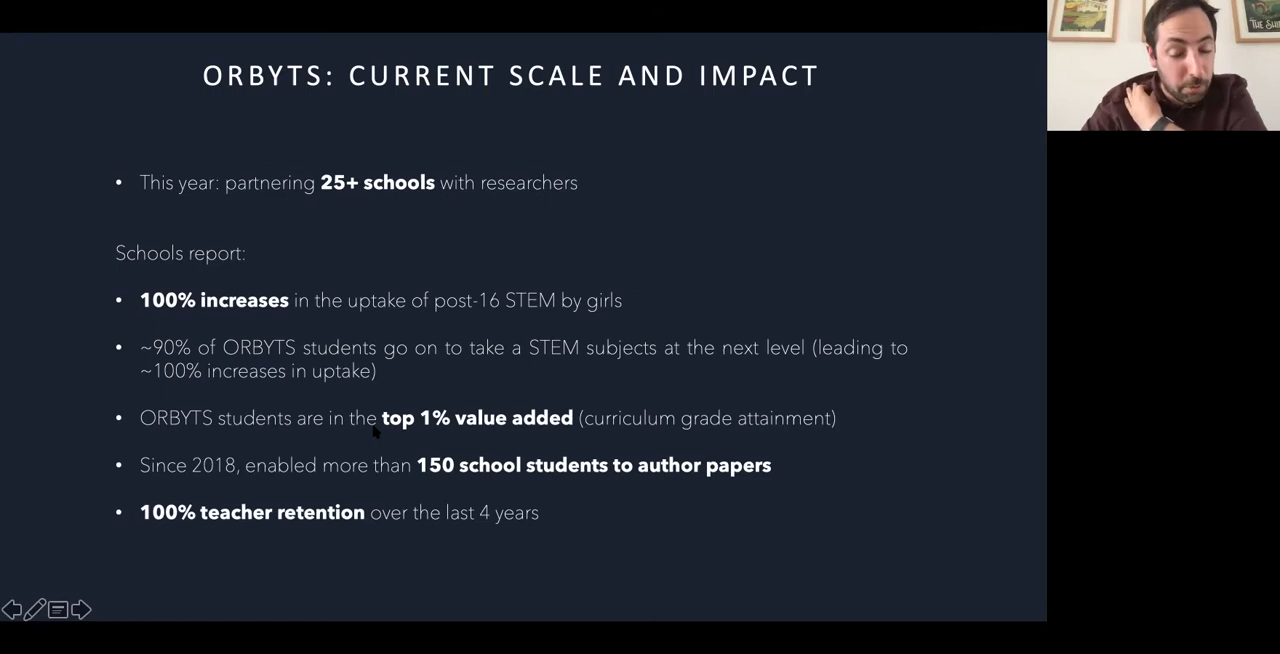 ORBYTS: CURRENT SCALE AND IMPACT
THE SHI
• This year: partnering 25+ schools with researchers
Schools report:
• 100% increases in the uptake of post-16 STEM by girls
• ~90% of ORBYTS students go on to take a STEM subjects at the next level (leading to
~100% increases in uptake)
• ORBYTS students are in the top 1% value added (curriculum grade attainment)
• Since 2018, enabled more than 150 school students to author papers
• 100% teacher retention over the last 4 years